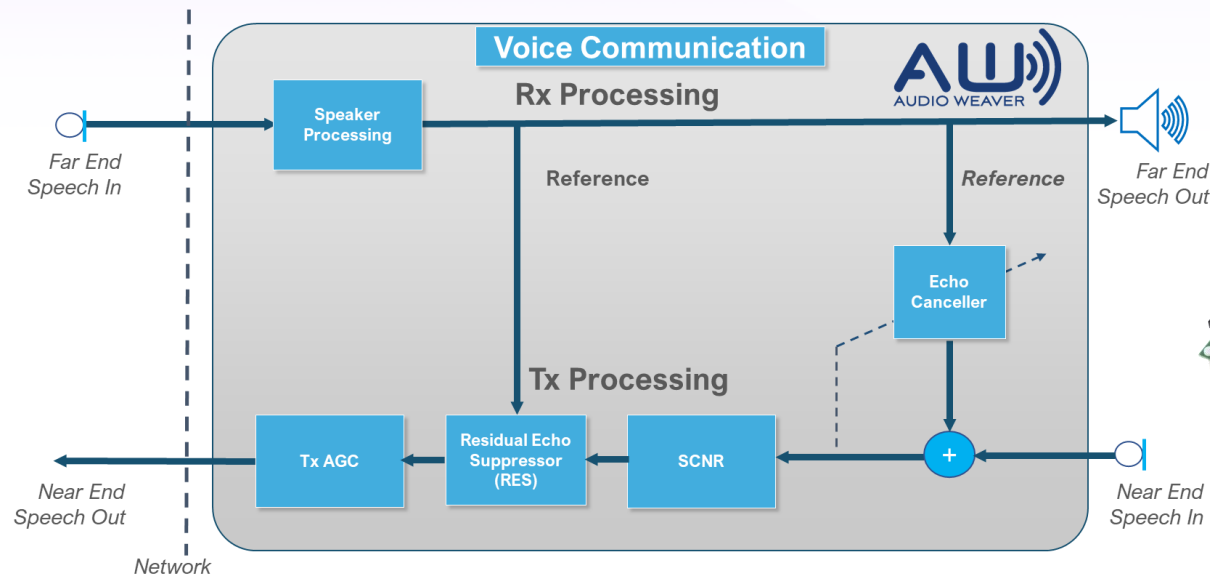 Voice Communication
AUDIO WEAVER
Rx Processing
Speaker
Processing
Far End
Speech In
Reference
Reference
Far End
Speech Out
Echo
Canceller
Tx Processing
Tx AGC
Residual Echo
Suppressor
(RES)
SCNR
+
Near End
Speech Out
Near End
Speech In
Network